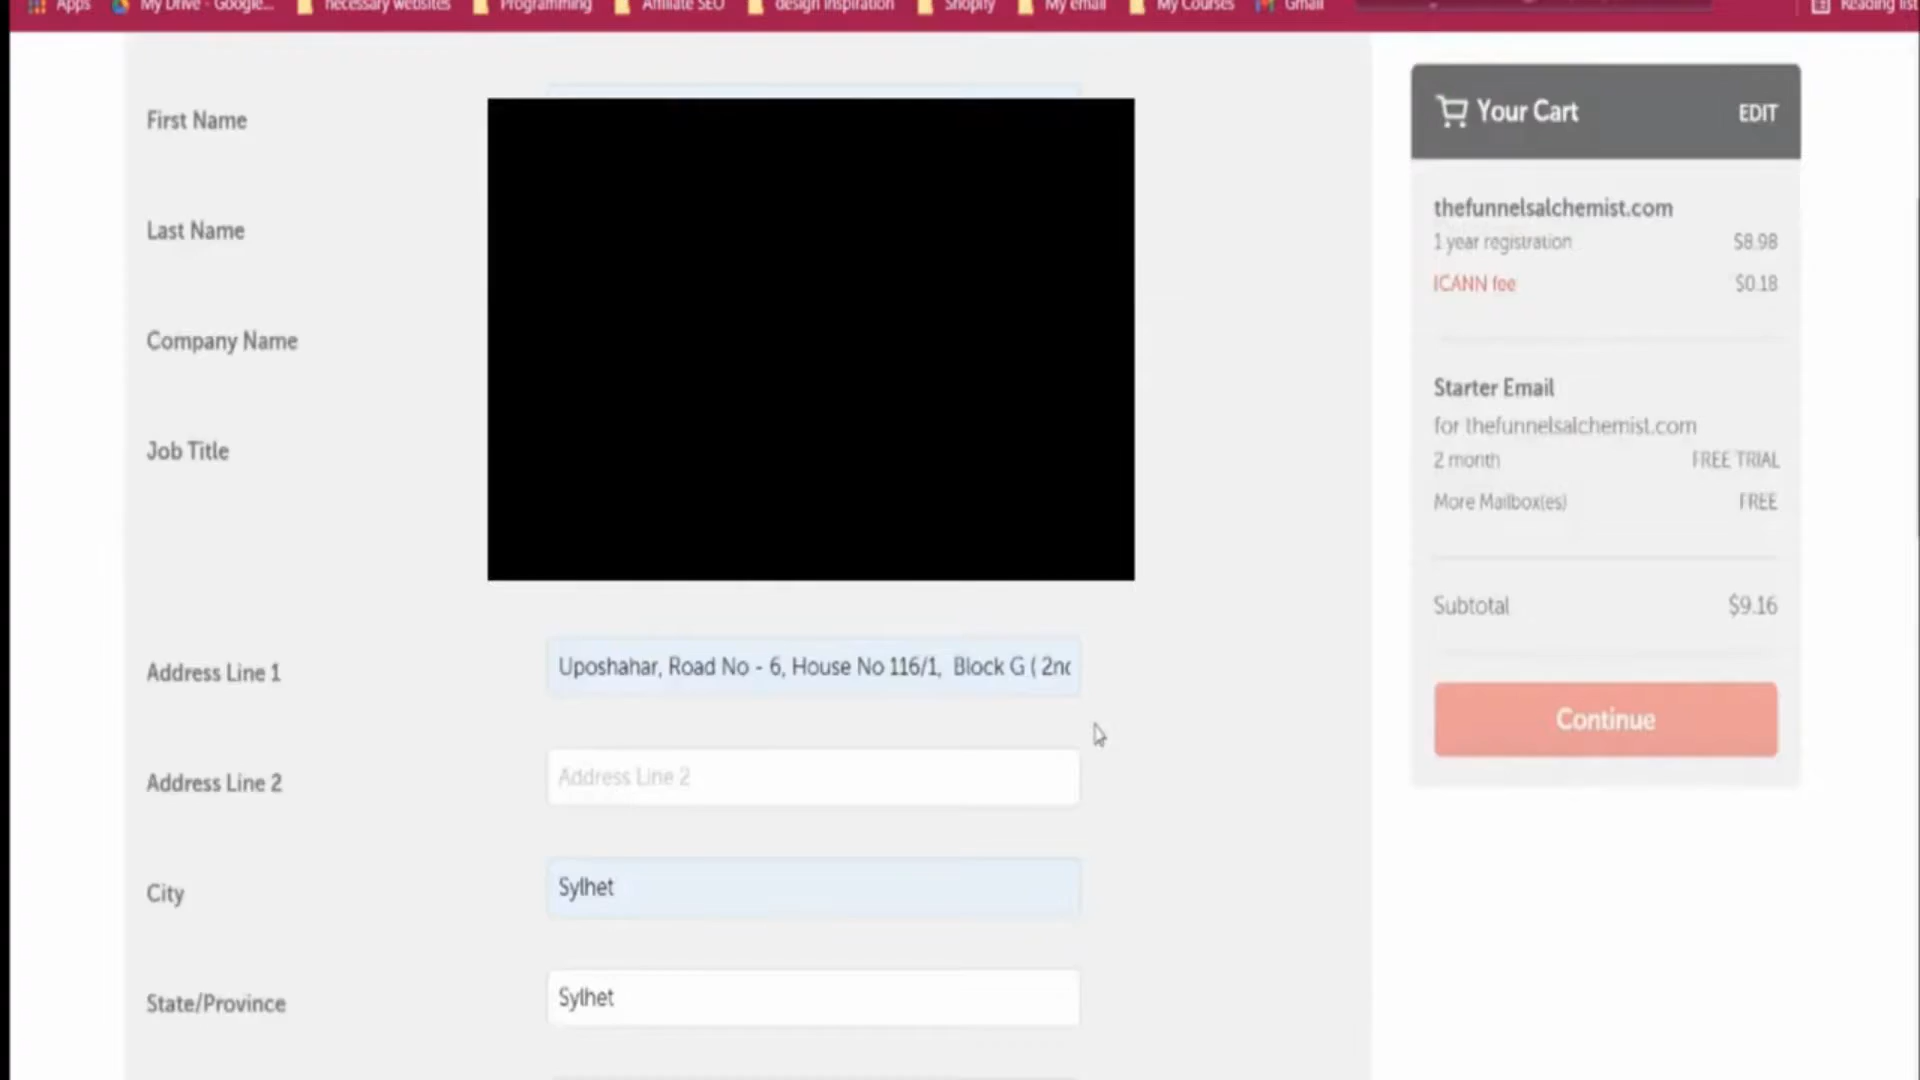 Apps
My Drive - Google...
necessary websites
Programming
Affiliate SEO
design inspiration
Shopify
My email
My Courses
Gmail
Reading list
First Name
Last Name
Company Name
Job Title
Address Line 1
Uposhahar, Road No - 6, House No 116/1, Block G ( 2nd
Address Line 2
Address Line 2
City
Sylhet
State/Province
Sylhet
Your Cart EDIT
thefunnelsalchemist.com
1 year registration $8.98
ICANN fee $0.18
Starter Email
for thefunnelsalchemist.com
2 month FREE TRIAL
More Mailbox(es) FREE
Subtotal $9.16
Continue